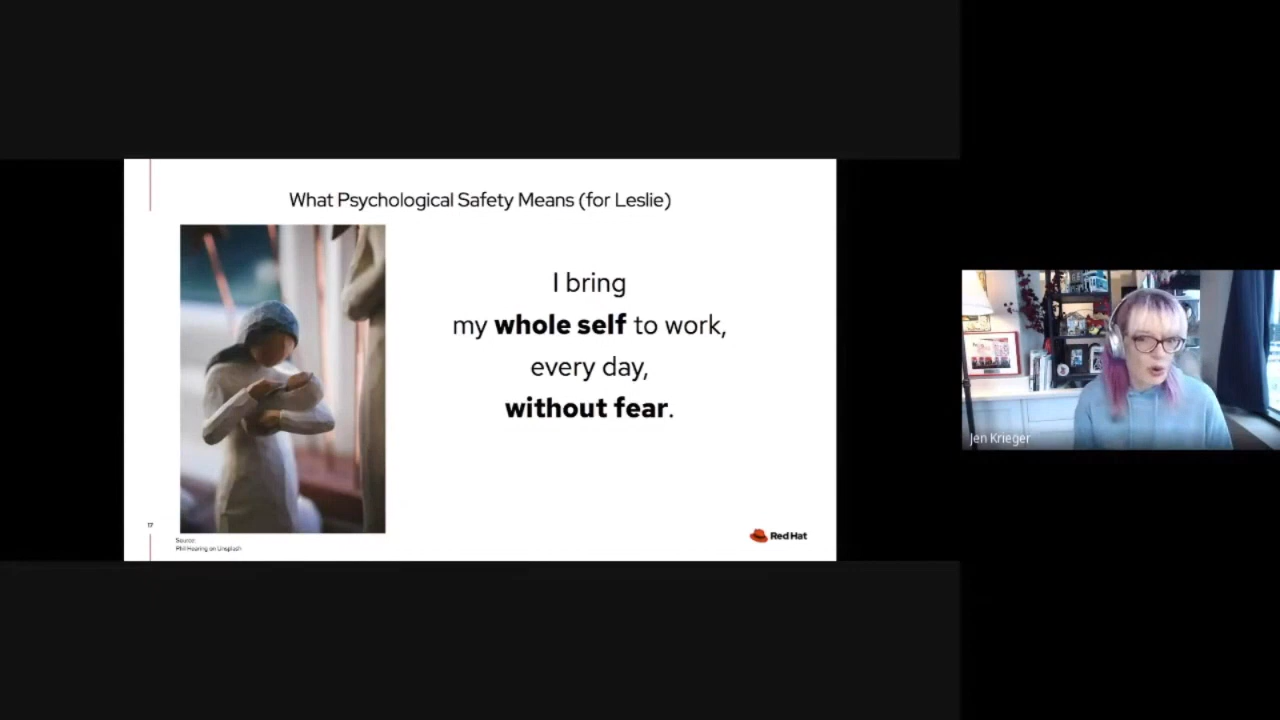 What Psychological Safety Means (for Leslie)
I bring
my whole self to work,
every day,
without fear.
17
Source:
Phil Hearing on Unsplash
Red Hat
Jen Krieger